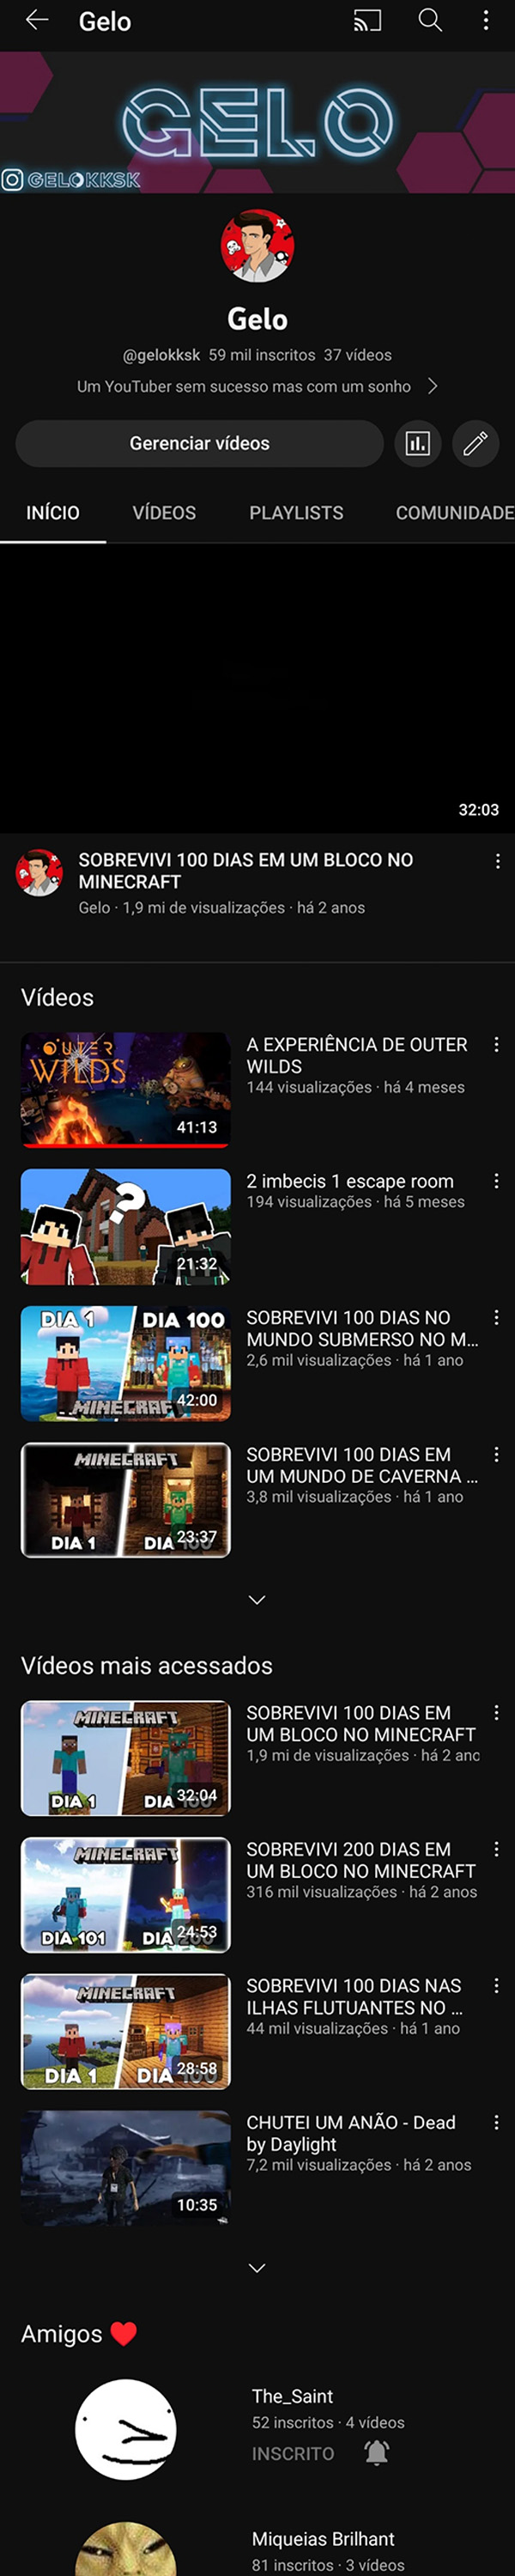 Gelo
GELO
GELOKKSK
Gelo
@gelokksk 59 mil inscritos 37 vídeos
Um YouTuber sem sucesso mas com um sonho
Gerenciar vídeos
INÍCIO VÍDEOS PLAYLISTS COMUNIDADE
32:03
SOBREVIVI 100 DIAS EM UM BLOCO NO
MINECRAFT
Gelo · 1,9 mi de visualizações · há 2 anos
Vídeos
OUTER
WILDS
41:13
A EXPERIÊNCIA DE OUTER
WILDS
144 visualizações · há 4 meses
?
21:32
2 imbecis 1 escape room
194 visualizações · há 5 meses
DIA 1 DIA 100
MINECRAFT
42:00
SOBREVIVI 100 DIAS NO
MUNDO SUBMERSO NO M...
2,6 mil visualizações · há 1 ano
MINECRAFT
DIA 1 DIA 100
23:37
SOBREVIVI 100 DIAS EM
UM MUNDO DE CAVERNA ...
3,8 mil visualizações · há 1 ano
Vídeos mais acessados
MINECRAFT
DIA 1 DIA 100
32:04
SOBREVIVI 100 DIAS EM
UM BLOCO NO MINECRAFT
1,9 mi de visualizações · há 2 anc
MINECRAFT
DIA 101 DIA 200
24:53
SOBREVIVI 200 DIAS EM
UM BLOCO NO MINECRAFT
316 mil visualizações · há 2 anos
MINECRAFT
DIA 1 DIA 100
28:58
SOBREVIVI 100 DIAS NAS
ILHAS FLUTUANTES NO ...
44 mil visualizações · há 1 ano
10:35
CHUTEI UM ANÃO - Dead
by Daylight
7,2 mil visualizações · há 2 anos
Amigos ❤️
The_Saint
52 inscritos · 4 vídeos
INSCRITO
Miqueias Brilhant
81 inscritos · 3 vídeos